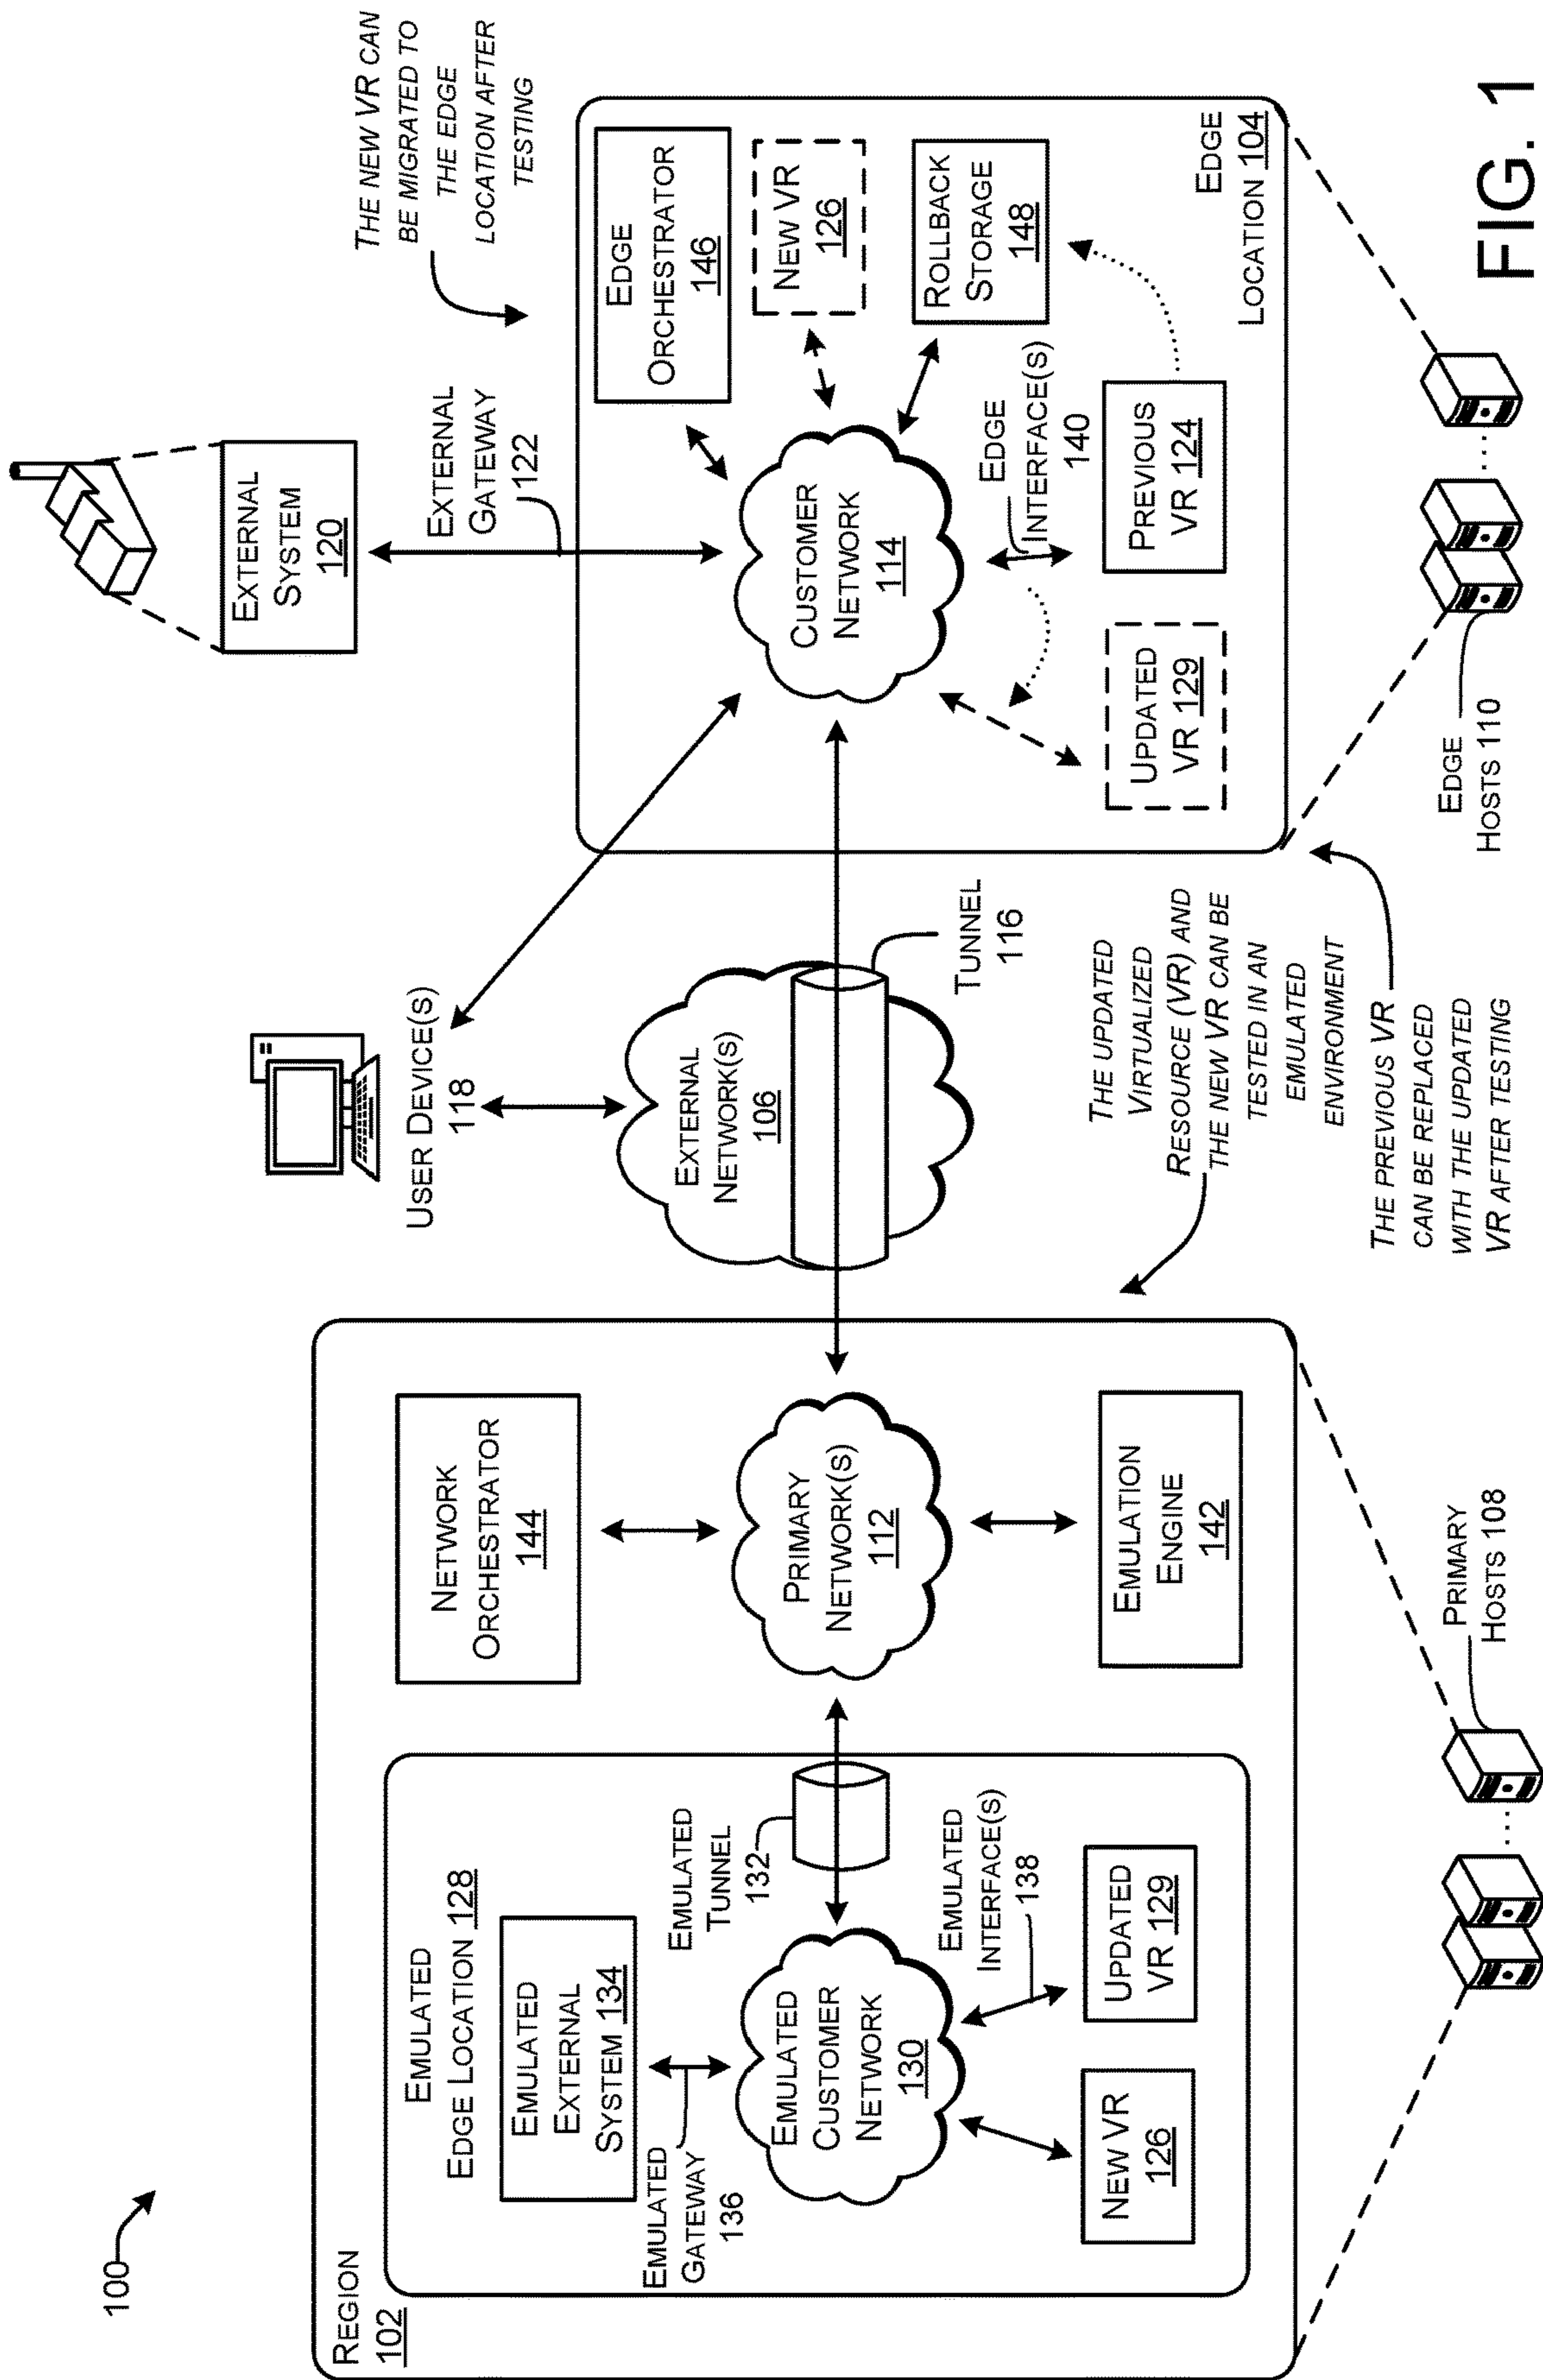 100
REGION
102
EMULATED
EDGE LOCATION 128
EMULATED
EXTERNAL
SYSTEM 134
EMULATED
GATEWAY
136
EMULATED
CUSTOMER
NETWORK
130
NEW VR
126
UPDATED
VR 129
EMULATED
INTERFACE(S)
138
EMULATED
TUNNEL
132
NETWORK
ORCHESTRATOR
144
PRIMARY
NETWORK(S)
112
EMULATION
ENGINE
142
PRIMARY
HOSTS 108
USER DEVICE(S)
118
EXTERNAL
NETWORK(S)
106
TUNNEL
116
THE UPDATED
VIRTUALIZED
RESOURCE (VR) AND
THE NEW VR CAN BE
TESTED IN AN
EMULATED
ENVIRONMENT
THE PREVIOUS VR
CAN BE REPLACED
WITH THE UPDATED
VR AFTER TESTING
EXTERNAL
SYSTEM
120
EXTERNAL
GATEWAY
122
THE NEW VR CAN
BE MIGRATED TO
THE EDGE
LOCATION AFTER
TESTING
EDGE
ORCHESTRATOR
146
NEW VR
126
CUSTOMER
NETWORK
114
ROLLBACK
STORAGE
148
EDGE
INTERFACE(S)
140
UPDATED
VR 129
PREVIOUS
VR 124
EDGE
LOCATION 104
EDGE
HOSTS 110
FIG. 1